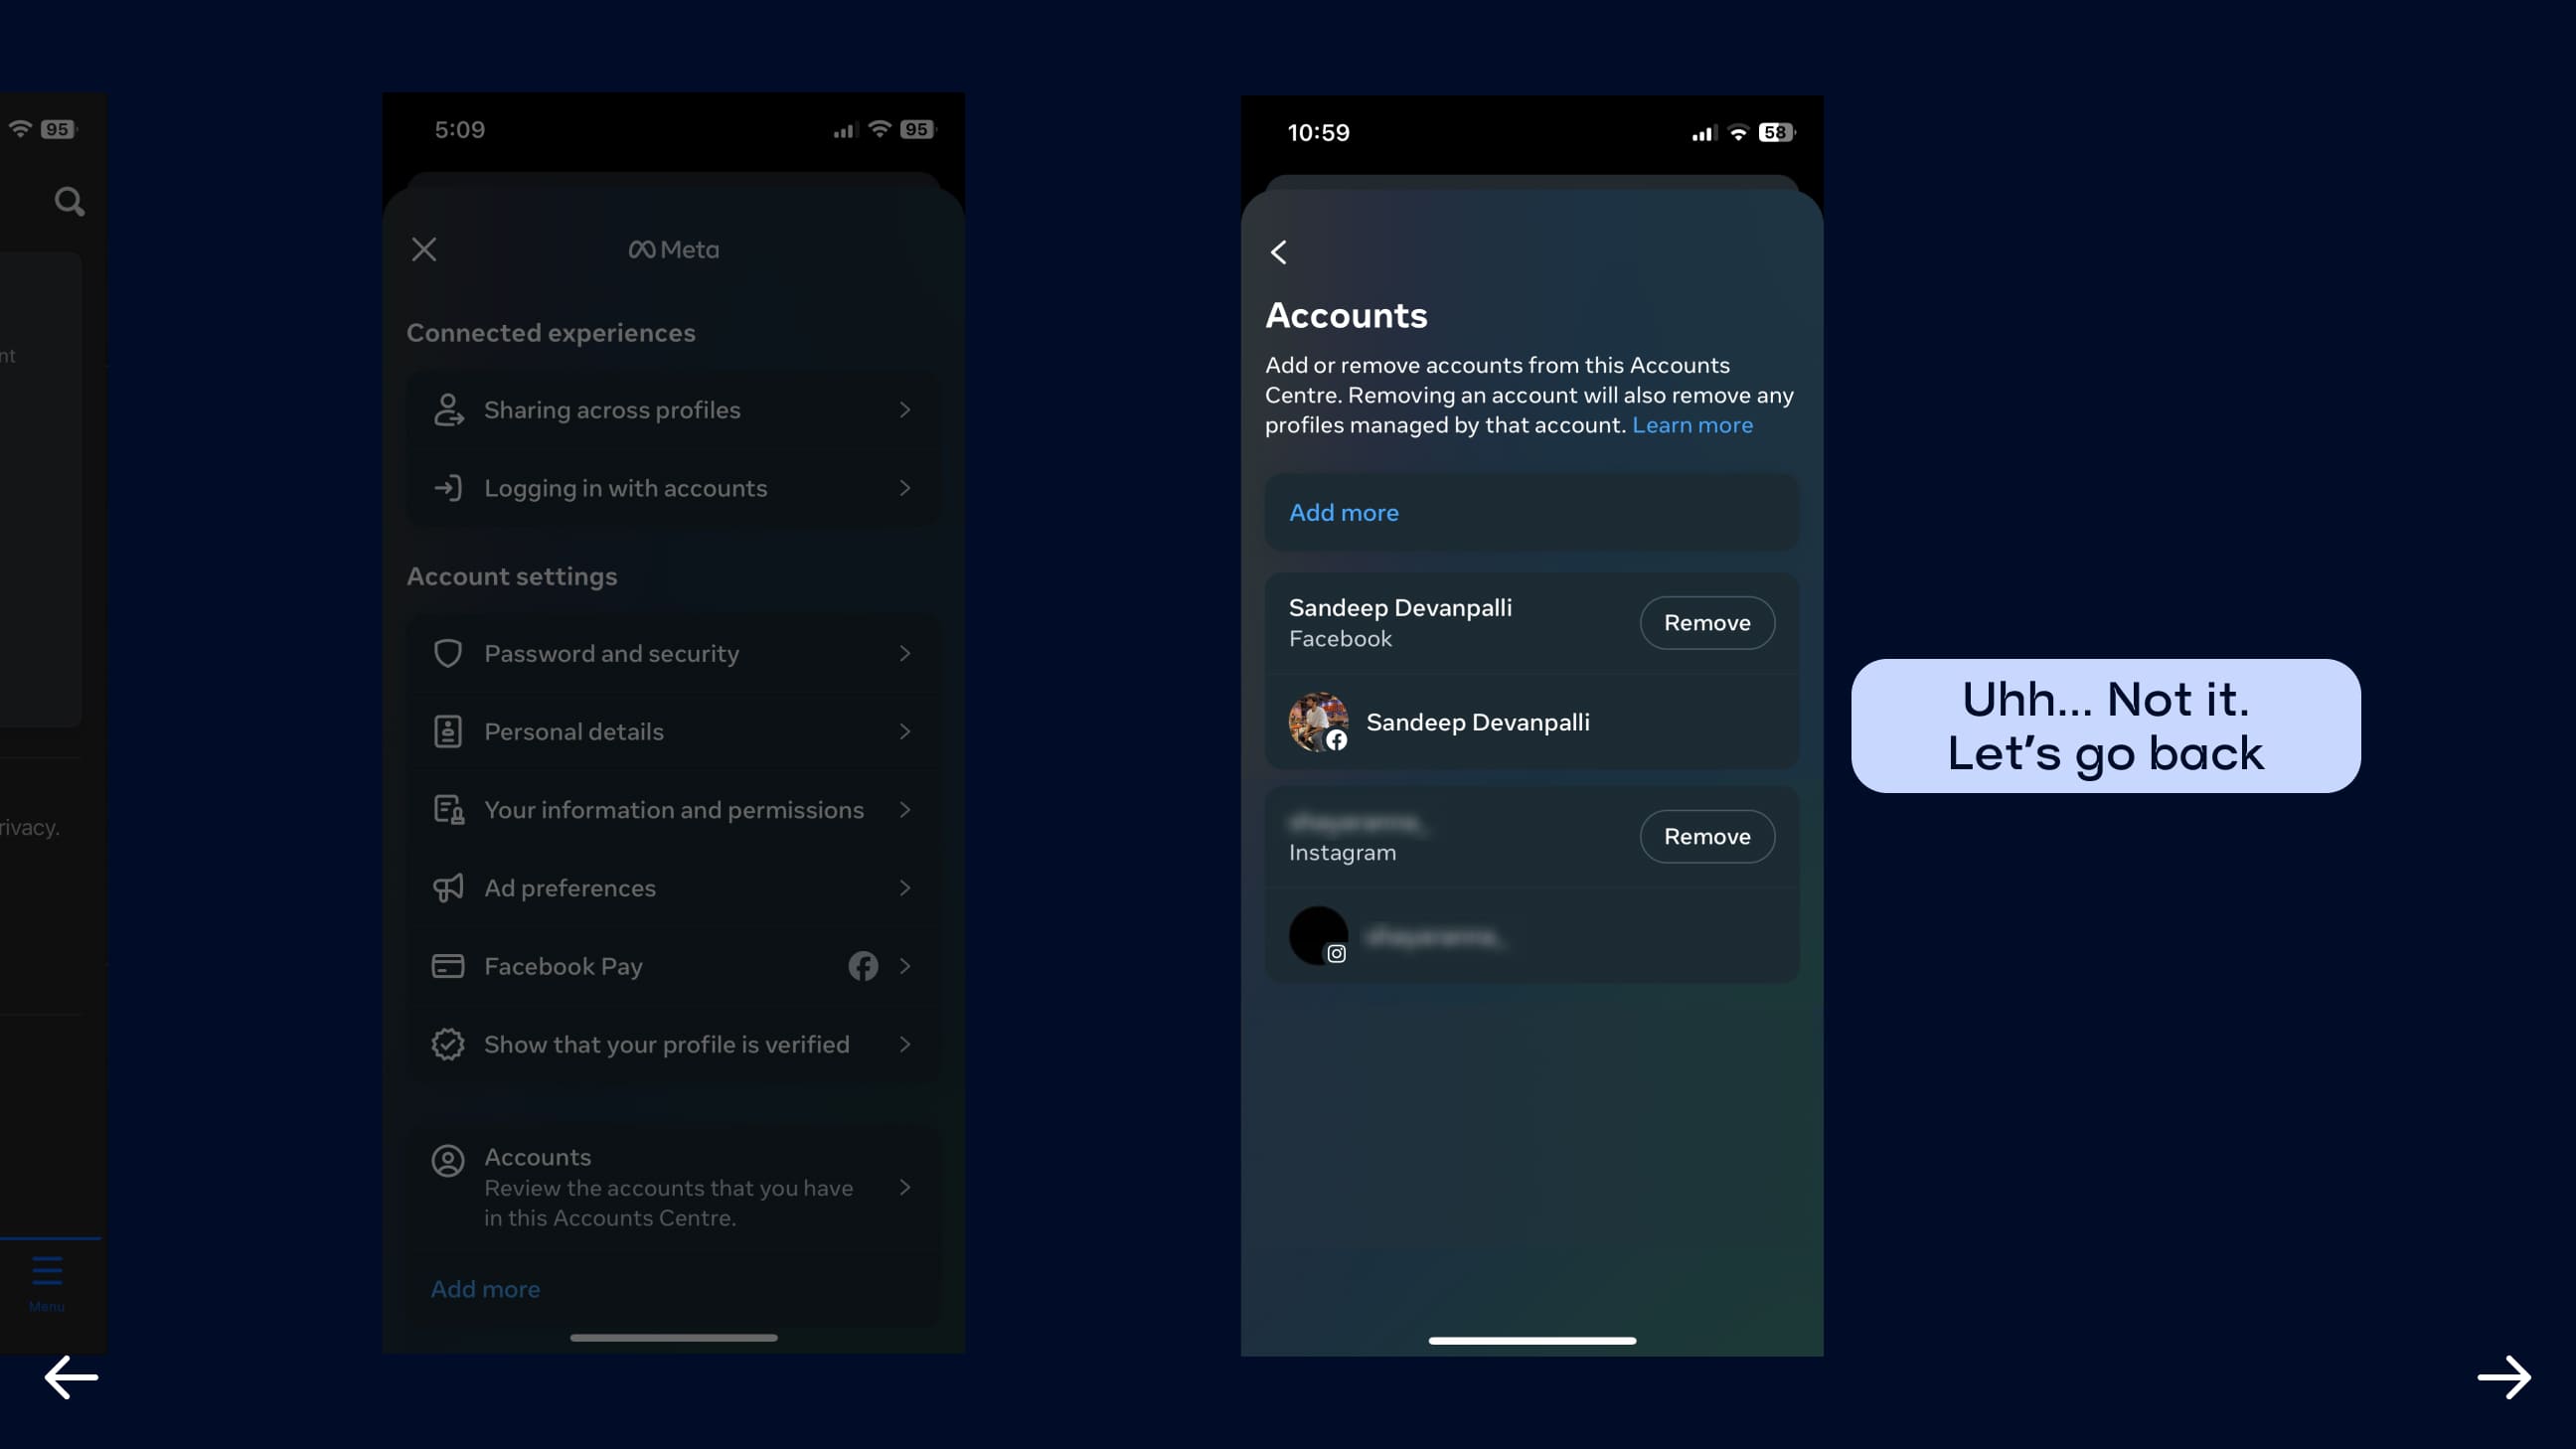 95
nt
rivacy.
Menu
5:09
95
Meta
Connected experiences
Sharing across profiles
Logging in with accounts
Account settings
Password and security
Personal details
Your information and permissions
Ad preferences
Facebook Pay
Show that your profile is verified
Accounts
Review the accounts that you have
in this Accounts Centre.
Add more
10:59
58
Accounts
Add or remove accounts from this Accounts
Centre. Removing an account will also remove any
profiles managed by that account. Learn more
Add more
Sandeep Devanpalli
Facebook
Remove
Sandeep Devanpalli
Instagram
Remove
Uhh... Not it.
Let's go back